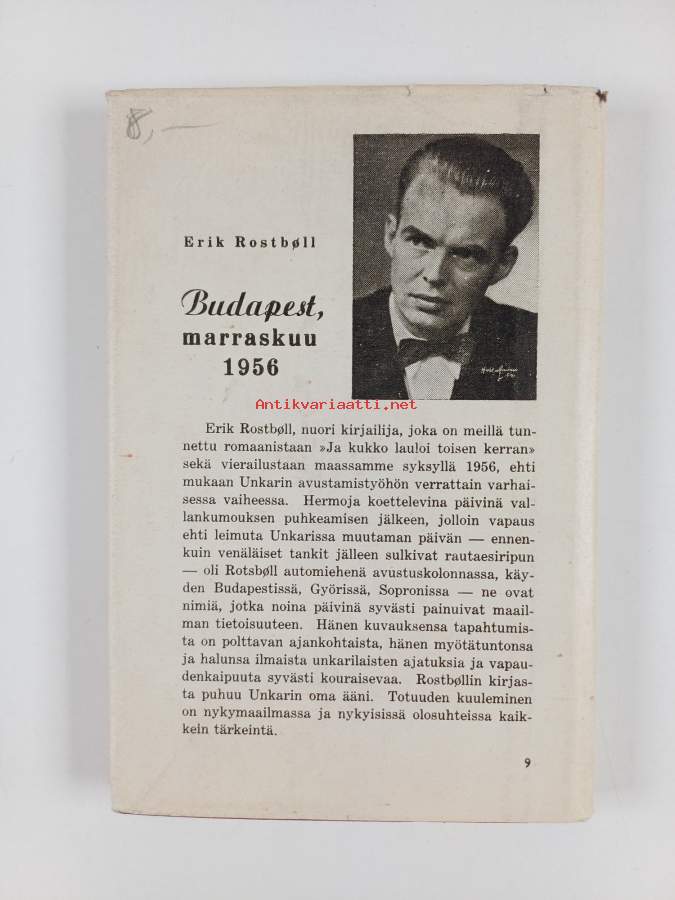 8,—
Erik Rostbøll
Budapest,
marraskuu
1956
Antikvariaatti.net
Erik Rostbøll, nuori kirjailija, joka on meillä tun-
nettu romaanistaan »Ja kukko lauloi toisen kerran»
sekä vierailustaan maassamme syksyllä 1956, ehti
mukaan Unkarin avustamistyöhön verrattain varhai-
sessa vaiheessa. Hermoja koettelevina päivinä val-
lankumouksen puhkeamisen jälkeen, jolloin vapaus
ehti leimuta Unkarissa muutaman päivän — ennen-
kuin venäläiset tankit jälleen sulkivat rautaesiripun
— oli Rotsbøll automiehenä avustuskolonnassa, käy-
den Budapestissä, Györissä, Sopronissa — ne ovat
nimiä, jotka noina päivinä syvästi painuivat maail-
man tietoisuuteen. Hänen kuvauksensa tapahtumis-
ta on polttavan ajankohtaista, hänen myötätuntonsa
ja halunsa ilmaista unkarilaisten ajatuksia ja vapau-
denkaipuuta syvästi kouraisevaa. Rostbøllin kirjas-
ta puhuu Unkarin oma ääni. Totuuden kuuleminen
on nykymaailmassa ja nykyisissä olosuhteissa kaik-
kein tärkeintä.
9